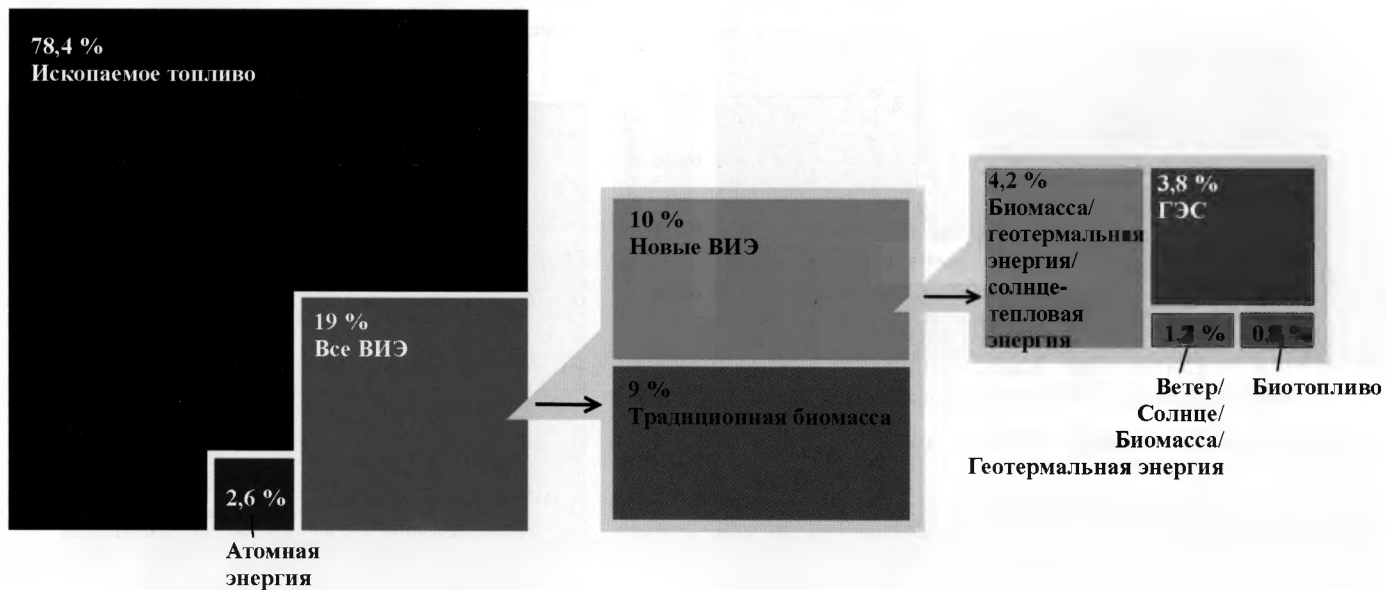 78,4 %
Ископаемое топливо
19 %
Все ВИЭ
2,6 %
Атомная
энергия
10 %
Новые ВИЭ
9 %
Традиционная биомасса
4,2 %
Биомасса/
геотермальная
энергия/
солнце-
тепловая
энергия
3,8 %
ГЭС
Ветер/
Солнце/
Биомасса/
Геотермальная энергия
Биотопливо